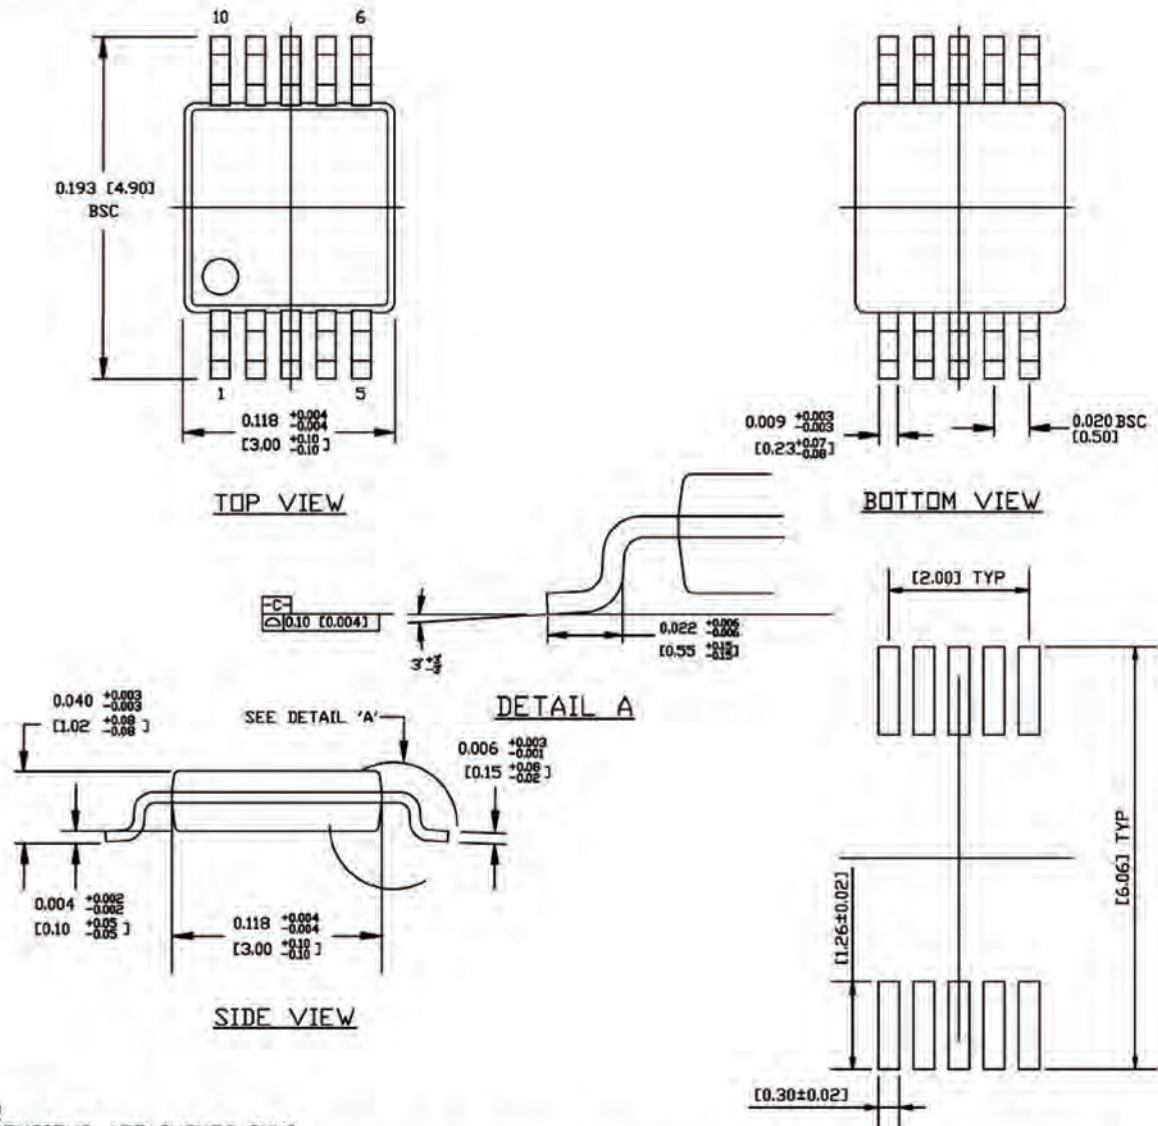 10 6
0.193 [4.90]
BSC
1 5
0.118 +0.004 -0.004
[3.00 +0.10 -0.10]
TOP VIEW
0.009 +0.003 -0.003
[0.23 +0.07 -0.08]
0.020 BSC
[0.50]
BOTTOM VIEW
-C-
0.10 [0.004]
0.022 +0.006 -0.006
[0.55 +0.15 -0.15]
DETAIL A
[2.00] TYP
0.040 +0.003 -0.003
[1.02 +0.08 -0.08]
SEE DETAIL 'A'
0.006 +0.003 -0.001
[0.15 +0.08 -0.02]
0.004 +0.002 -0.002
[0.10 +0.05 -0.05]
0.118 +0.004 -0.004
[3.00 +0.10 -0.10]
SIDE VIEW
[6.06] TYP
[1.26±0.02]
[0.30±0.02]